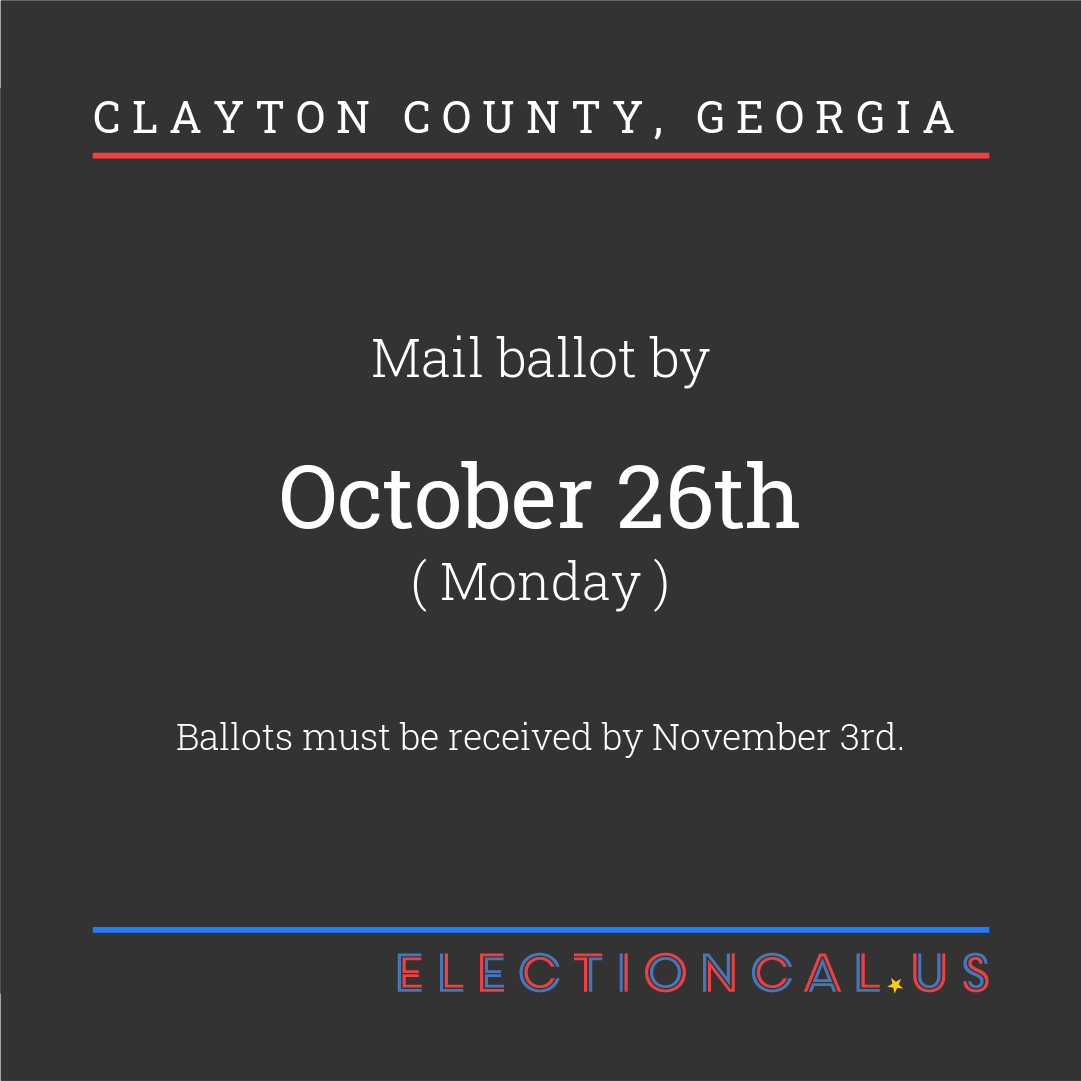 CLAYTON COUNTY, GEORGIA
Mail ballot by
October 26th
( Monday )
Ballots must be received by November 3rd.
ELECTIONCAL.US